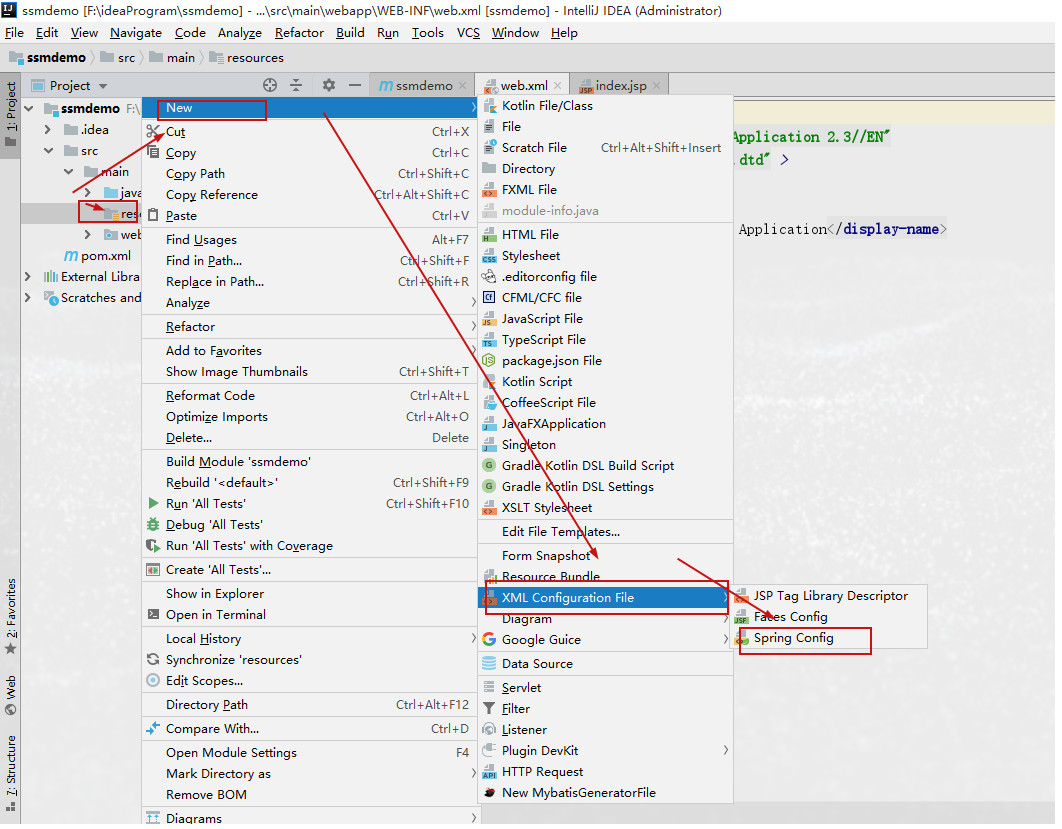 ssmdemo [F:\ideaProgram\ssmdemo] - ...\src\main\webapp\WEB-INF\web.xml [ssmdemo] - IntelliJ IDEA (Administrator)
File Edit View Navigate Code Analyze Refactor Build Run Tools VCS Window Help
ssmdemo src main resources
Project
ssmdemo
web.xml
index.jsp
1: Project
2: Favorites
Web
7: Structure
ssmdemo F:\
.idea
src
main
java
res
web
pom.xml
External Libra
Scratches and
New
Cut Ctrl+X
Copy Ctrl+C
Copy Path Ctrl+Shift+C
Copy Reference Ctrl+Alt+Shift+C
Paste Ctrl+V
Find Usages Alt+F7
Find in Path... Ctrl+Shift+F
Replace in Path... Ctrl+Shift+R
Analyze
Refactor
Add to Favorites
Show Image Thumbnails Ctrl+Shift+T
Reformat Code Ctrl+Alt+L
Optimize Imports Ctrl+Alt+O
Delete... Delete
Build Module 'ssmdemo'
Rebuild '<default>' Ctrl+Shift+F9
Run 'All Tests' Ctrl+Shift+F10
Debug 'All Tests'
Run 'All Tests' with Coverage
Create 'All Tests'...
Show in Explorer
Open in Terminal
Local History
Synchronize 'resources'
Edit Scopes...
Directory Path Ctrl+Alt+F12
Compare With... Ctrl+D
Open Module Settings F4
Mark Directory as
Remove BOM
Diagrams
Kotlin File/Class
File
Scratch File Ctrl+Alt+Shift+Insert
Directory
FXML File
module-info.java
HTML File
Stylesheet
.editorconfig file
CFML/CFC file
JavaScript File
TypeScript File
package.json File
Kotlin Script
CoffeeScript File
JavaFXApplication
Singleton
Gradle Kotlin DSL Build Script
Gradle Kotlin DSL Settings
XSLT Stylesheet
Edit File Templates...
Form Snapshot
Resource Bundle
XML Configuration File
Diagram
Google Guice
Data Source
Servlet
Filter
Listener
Plugin DevKit
HTTP Request
New MybatisGeneratorFile
JSP Tag Library Descriptor
Faces Config
Spring Config
Application 2.3//EN"
.dtd" >
Application</display-name>